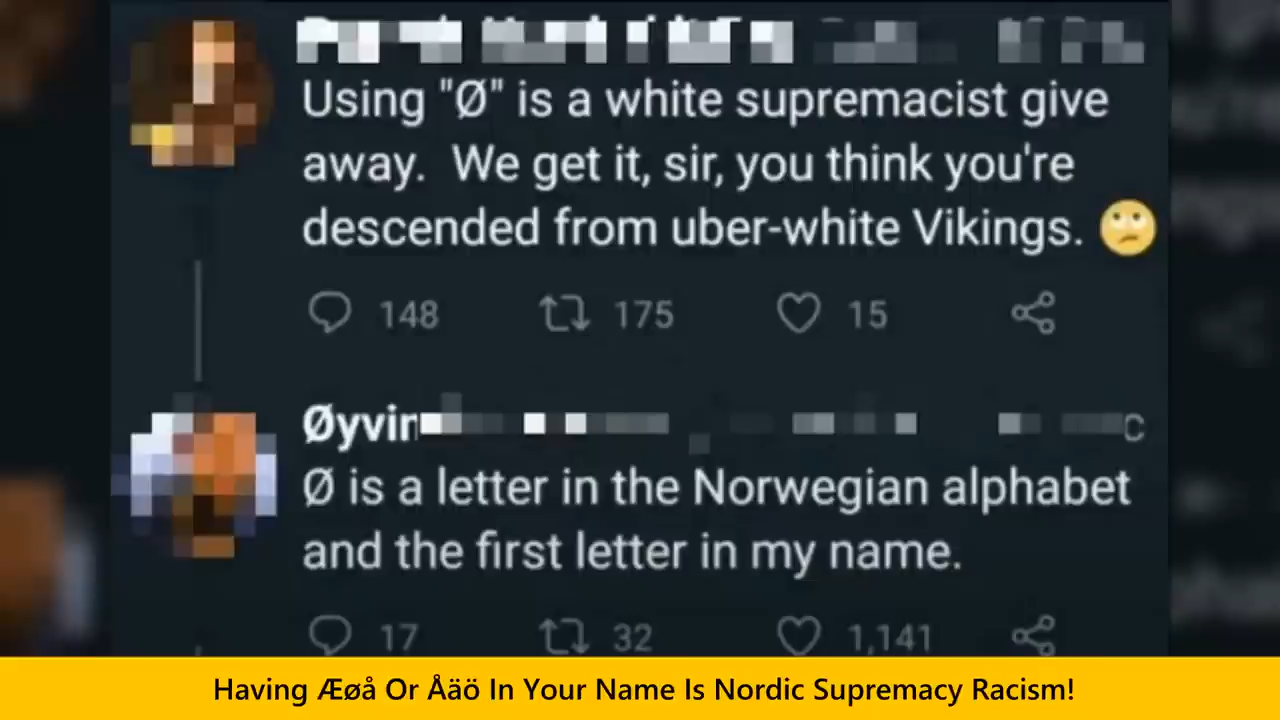 Using "Ø" is a white supremacist give
away. We get it, sir, you think you're
descended from uber-white Vikings. 🙄
148 175 15
Øyvin
Ø is a letter in the Norwegian alphabet
and the first letter in my name.
17 32 1,141
Having Æøå Or Åäö In Your Name Is Nordic Supremacy Racism!